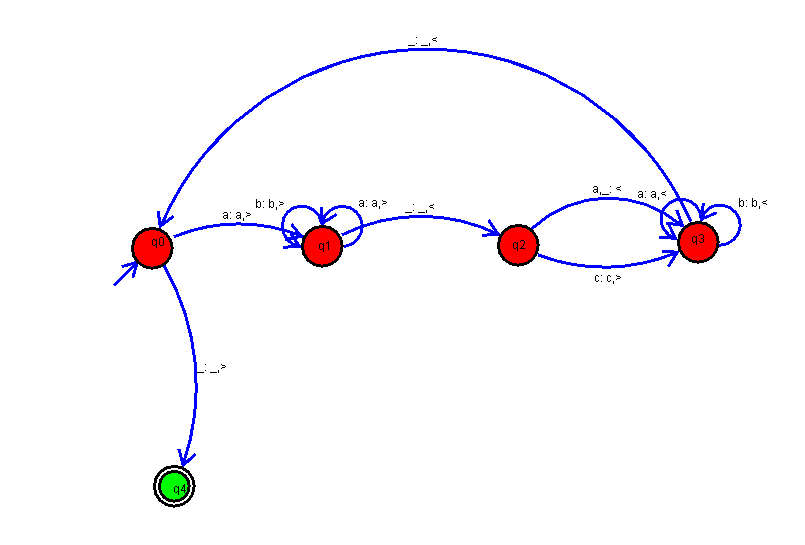 _: _,<
a,_: <
a: a,<
b: b,<
b: b,>
a: a,>
a: a,>
_: _,<
q0
q1
q2
q3
c: c,>
_: _,>
q4